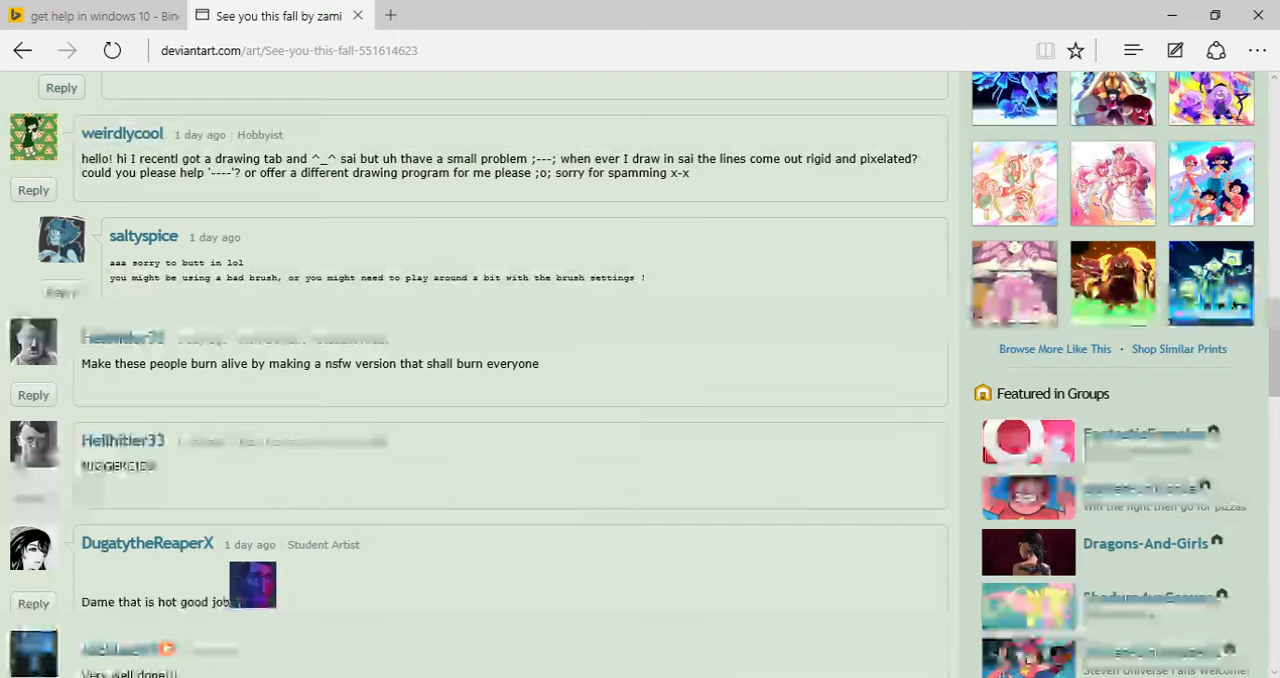 get help in windows 10 - Bin
See you this fall by zami
deviantart.com/art/See-you-this-fall-551614623
Reply
weirdlycool 1 day ago Hobbyist
hello! hi I recentl got a drawing tab and ^_^ sai but uh thave a small problem ;---; when ever I draw in sai the lines come out rigid and pixelated?
could you please help '----'? or offer a different drawing program for me please ;o; sorry for spamming x-x
Reply
saltyspice 1 day ago
aaa sorry to butt in lol
you might be using a bad brush, or you might need to play around a bit with the brush settings !
Reply
Make these people burn alive by making a nsfw version that shall burn everyone
Reply
Heilhitler33
DugatytheReaperX 1 day ago Student Artist
Dame that is hot good job
Reply
Very well done!!!
Browse More Like This · Shop Similar Prints
Featured in Groups
win the fight then go for pizzas
Dragons-And-Girls
Steven Universe Fans Welcome!